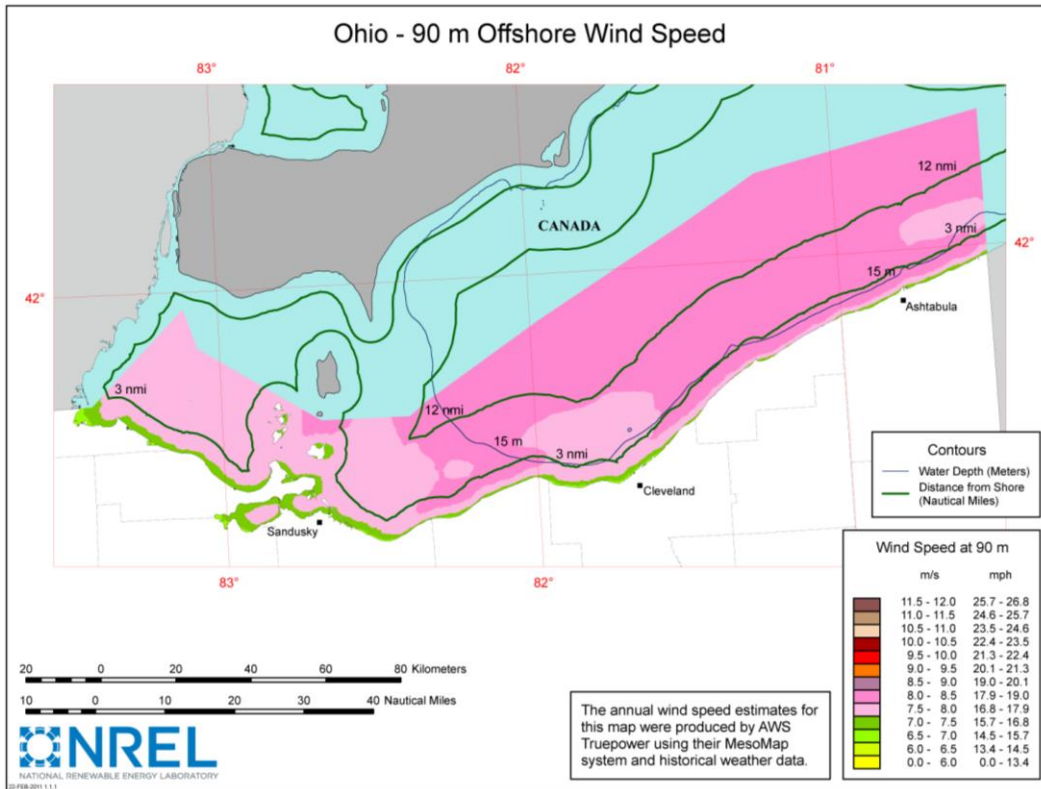 Ohio - 90 m Offshore Wind Speed
83°
82°
81°
12 nmi
CANADA
3 nmi
42°
15 m
42°
Ashtabula
3 nmi
12 nmi
15 m
3 nmi
Cleveland
Sandusky
83°
82°
Contours
Water Depth (Meters)
Distance from Shore
(Nautical Miles)
Wind Speed at 90 m
m/s mph
11.5 - 12.0 25.7 - 26.8
11.0 - 11.5 24.6 - 25.7
10.5 - 11.0 23.5 - 24.6
10.0 - 10.5 22.4 - 23.5
9.5 - 10.0 21.3 - 22.4
9.0 - 9.5 20.1 - 21.3
8.5 - 9.0 19.0 - 20.1
8.0 - 8.5 17.9 - 19.0
7.5 - 8.0 16.8 - 17.9
7.0 - 7.5 15.7 - 16.8
6.5 - 7.0 14.5 - 15.7
6.0 - 6.5 13.4 - 14.5
0.0 - 6.0 0.0 - 13.4
20 0 20 40 60 80 Kilometers
10 0 10 20 30 40 Nautical Miles
The annual wind speed estimates for
this map were produced by AWS
Truepower using their MesoMap
system and historical weather data.
NREL
NATIONAL RENEWABLE ENERGY LABORATORY
22-FEB-2011 1.1.1